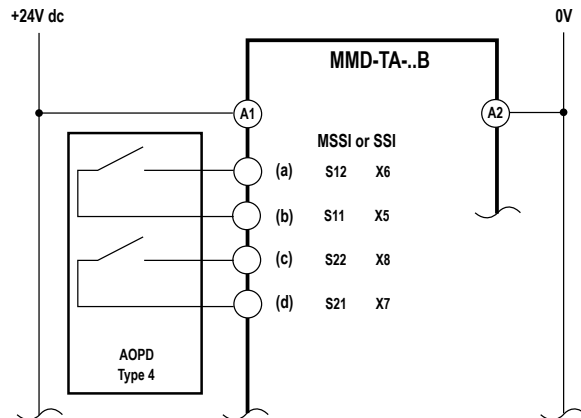 +24V dc
0V
MMD-TA-..B
A1
A2
MSSI or SSI
(a) S12 X6
(b) S11 X5
(c) S22 X8
(d) S21 X7
AOPD
Type 4